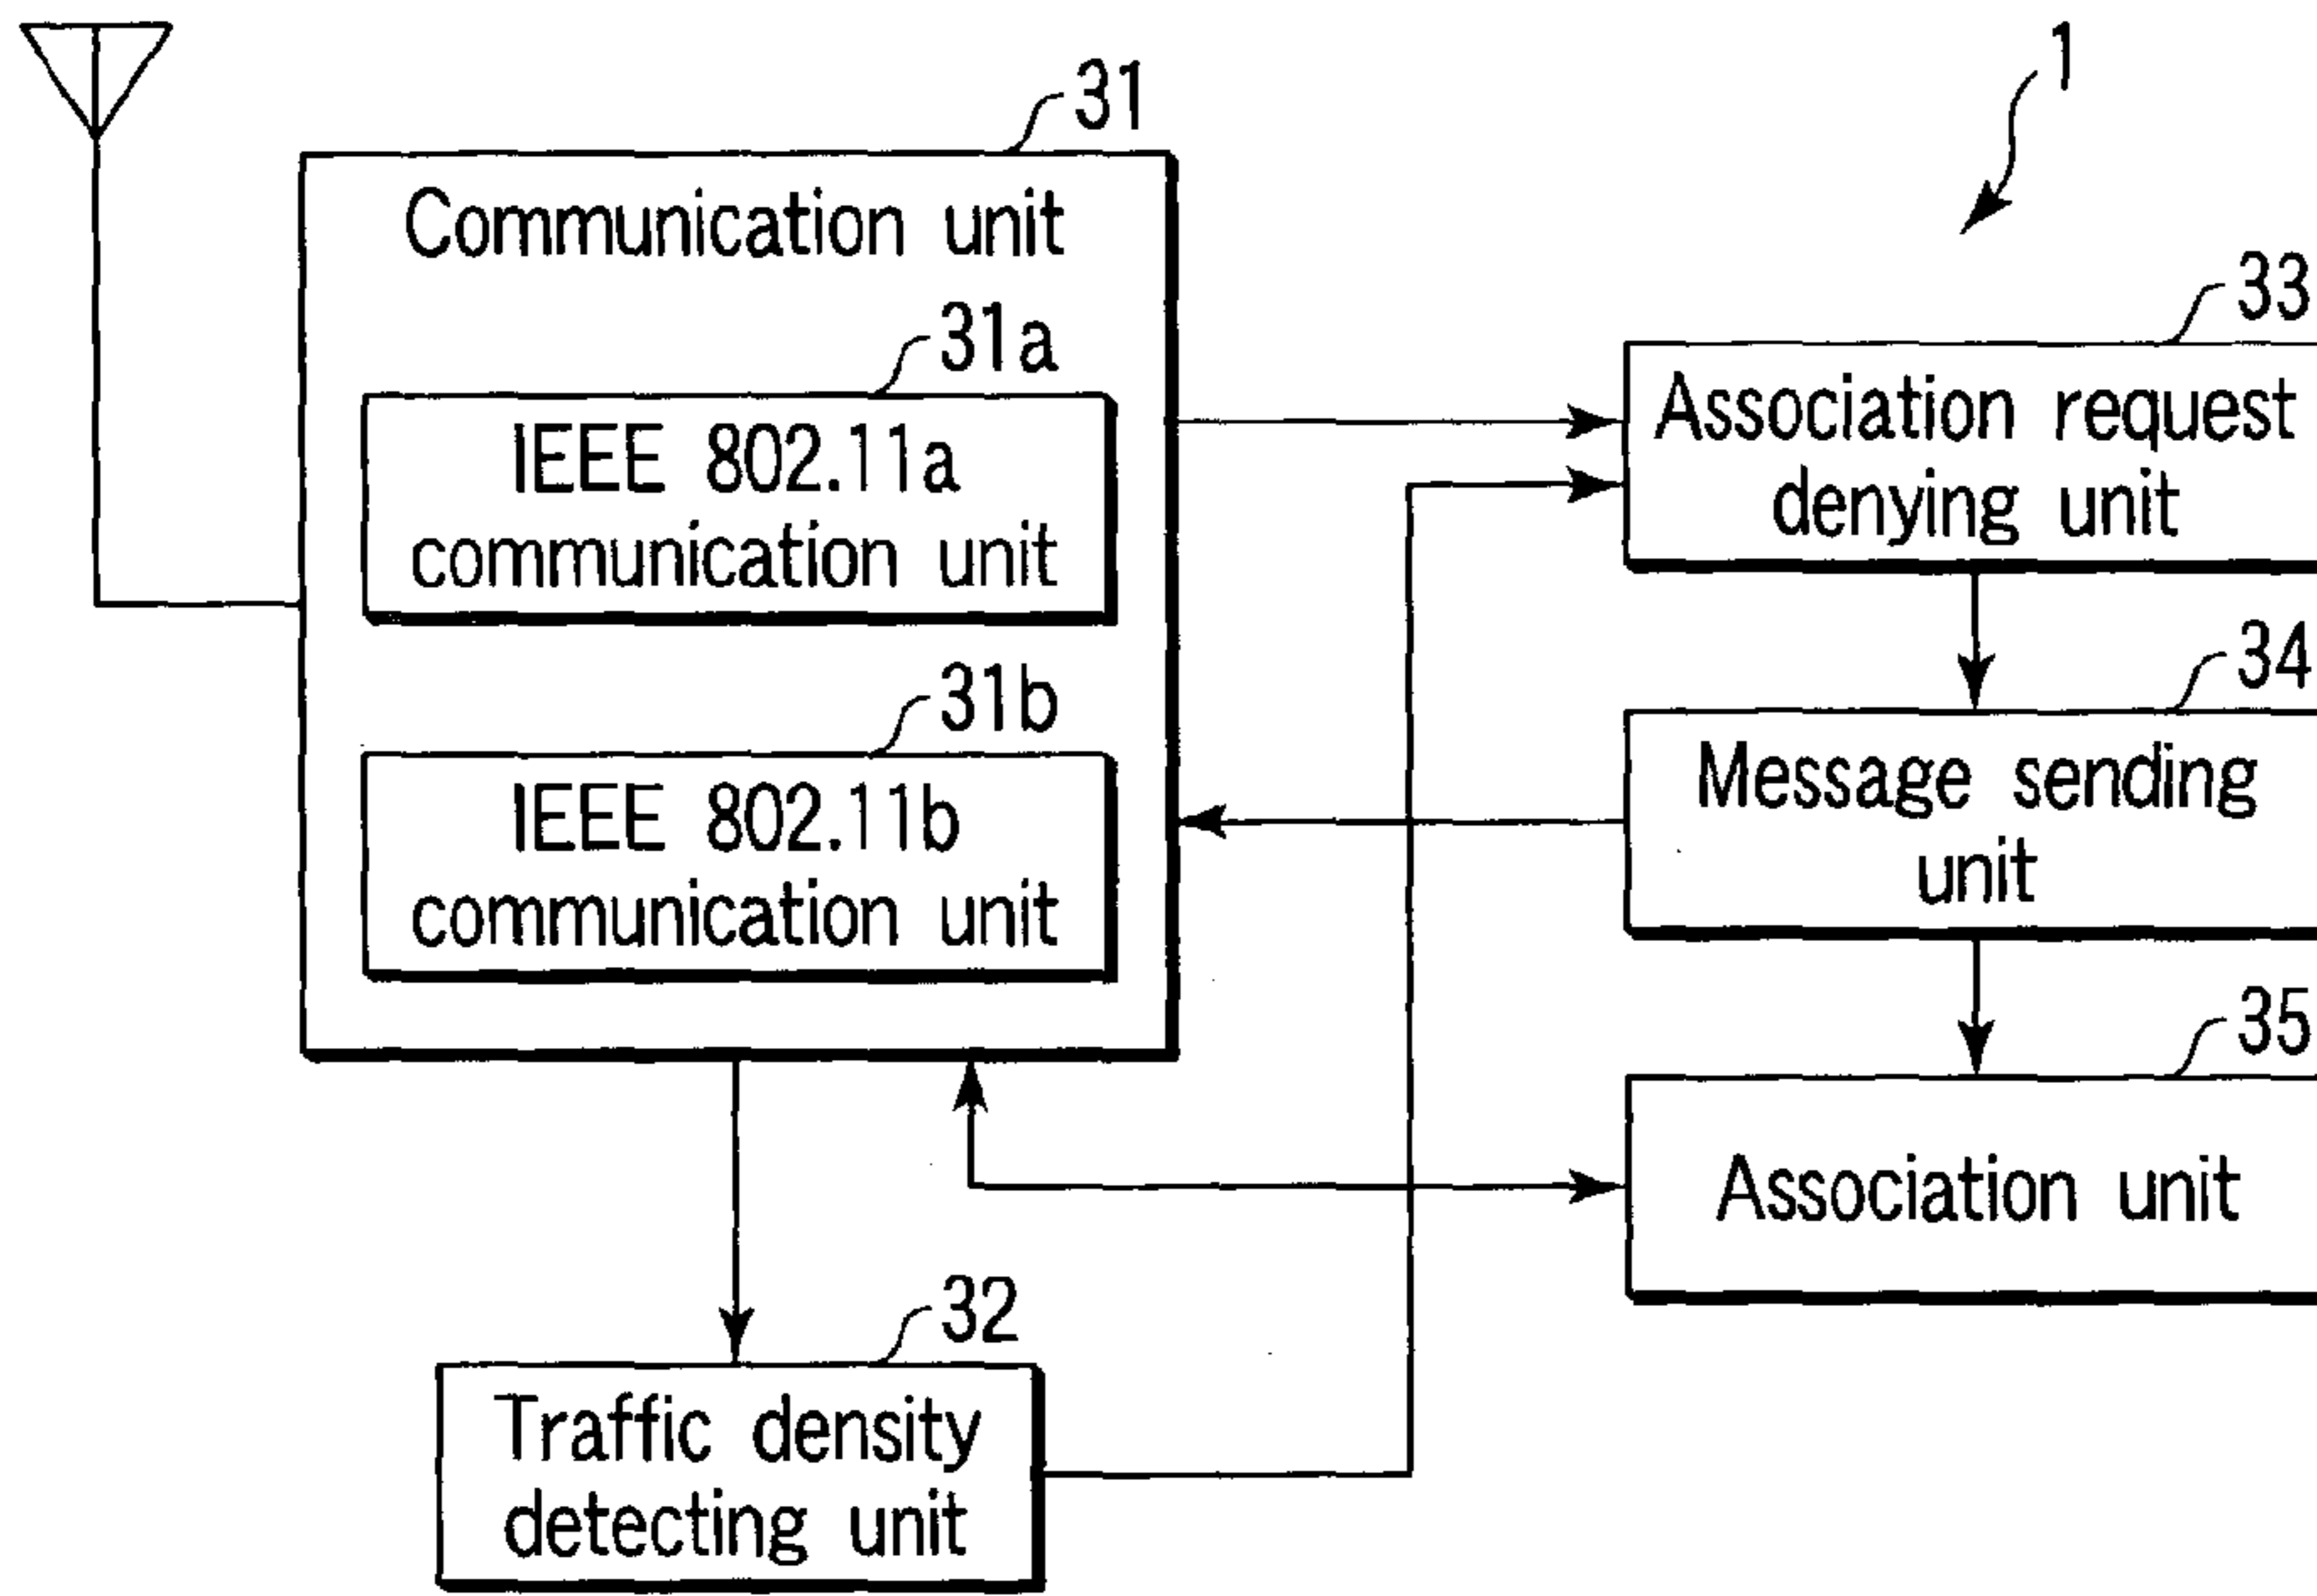 1
31
Communication unit
31a
IEEE 802.11a
communication unit
31b
IEEE 802.11b
communication unit
33
Association request
denying unit
34
Message sending
unit
35
Association unit
32
Traffic density
detecting unit